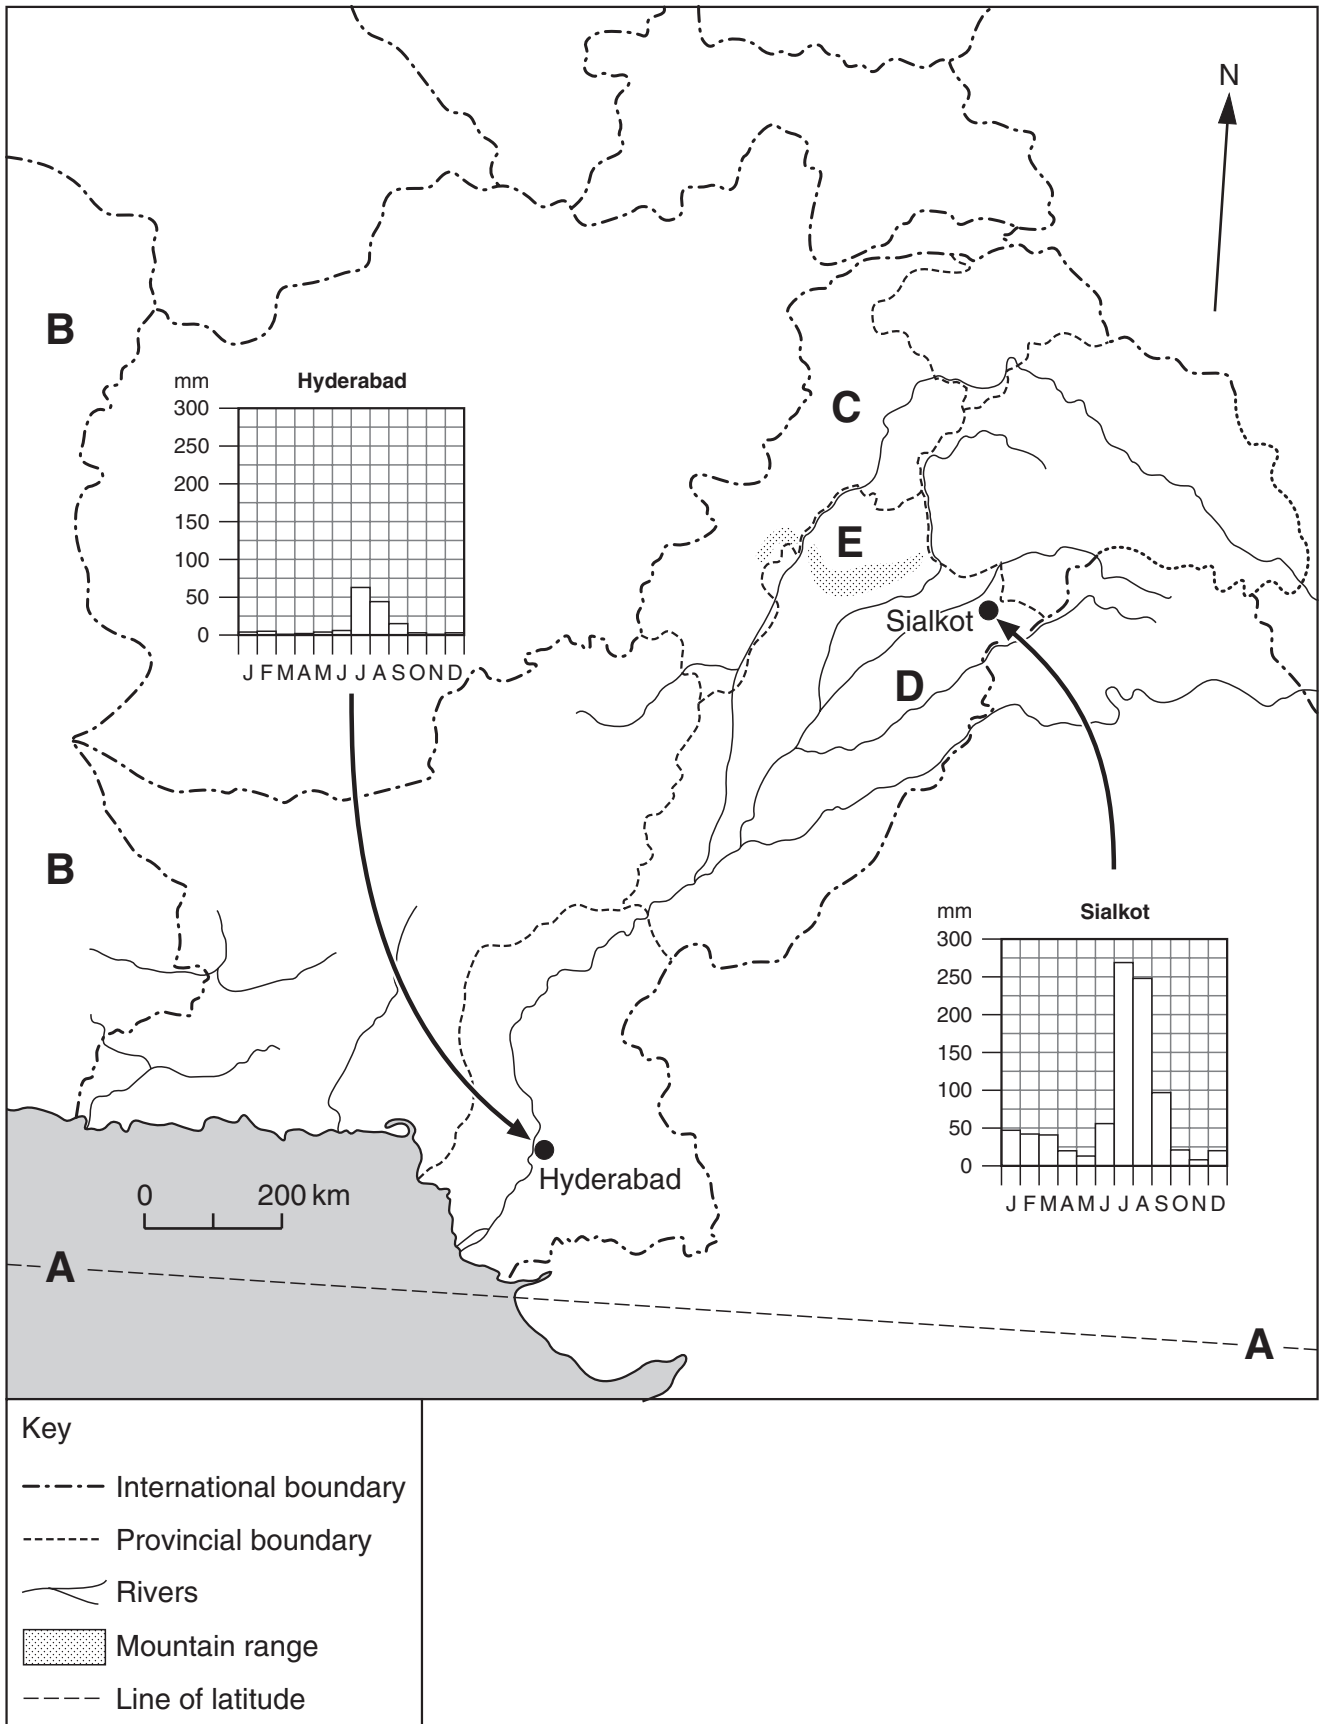 N
B
mm Hyderabad
300
250
200
150
100
50
0
J F M A M J J A S O N D
C
E
Sialkot
D
B
mm Sialkot
300
250
200
150
100
50
0
J F M A M J J A S O N D
Hyderabad
0 200 km
A
A
Key
International boundary
Provincial boundary
Rivers
Mountain range
Line of latitude